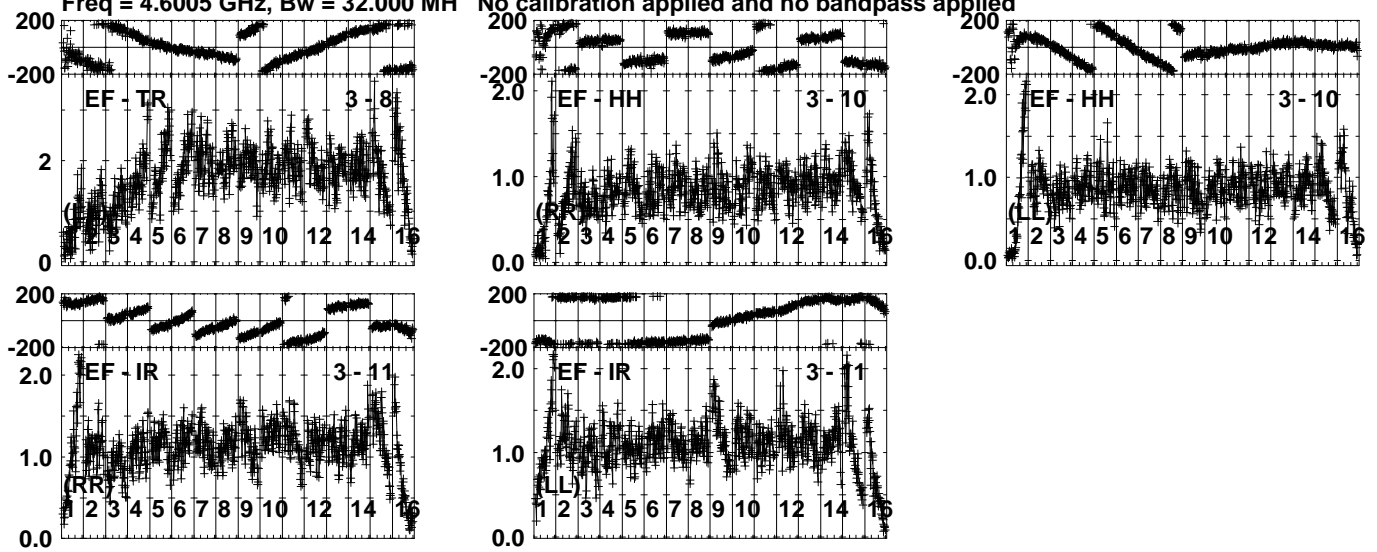 Freq = 4.6005 GHz, Bw = 32.000 MH No calibration applied and no bandpass applied
200 200 200
-200 -200 -200
EF - TR 3 - 8
2
0
2 3 4 5 6 7 8 9 10 12 14 16
2.0 EF - HH 3 - 10
1.0
(RR)
0.0
2 3 4 5 6 7 8 9 10 12 14 16
2.0 EF - HH 3 - 10
1.0
(LL)
0.0
1 2 3 4 5 6 7 8 9 10 12 14 16
200 200
-200 -200
EF - IR 3 - 11
2.0
1.0
(RR)
0.0
1 2 3 4 5 6 7 8 9 10 12 14 16
EF - IR 3 - 11
2.0
1.0
(LL)
0.0
1 2 3 4 5 6 7 8 9 10 12 14 16